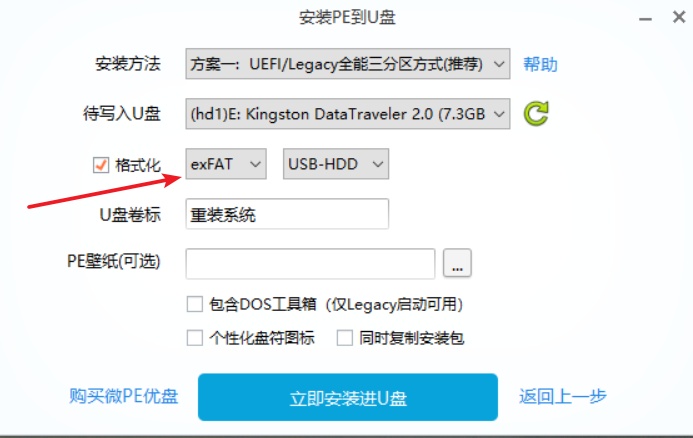 安装PE到U盘
安装方法 方案一：UEFI/Legacy全能三分区方式(推荐) 帮助
待写入U盘 (hd1)E: Kingston DataTraveler 2.0 (7.3GB
格式化 exFAT USB-HDD
U盘卷标 重装系统
PE壁纸(可选) ...
包含DOS工具箱（仅Legacy启动可用）
个性化盘符图标 同时复制安装包
购买微PE优盘 立即安装进U盘 返回上一步